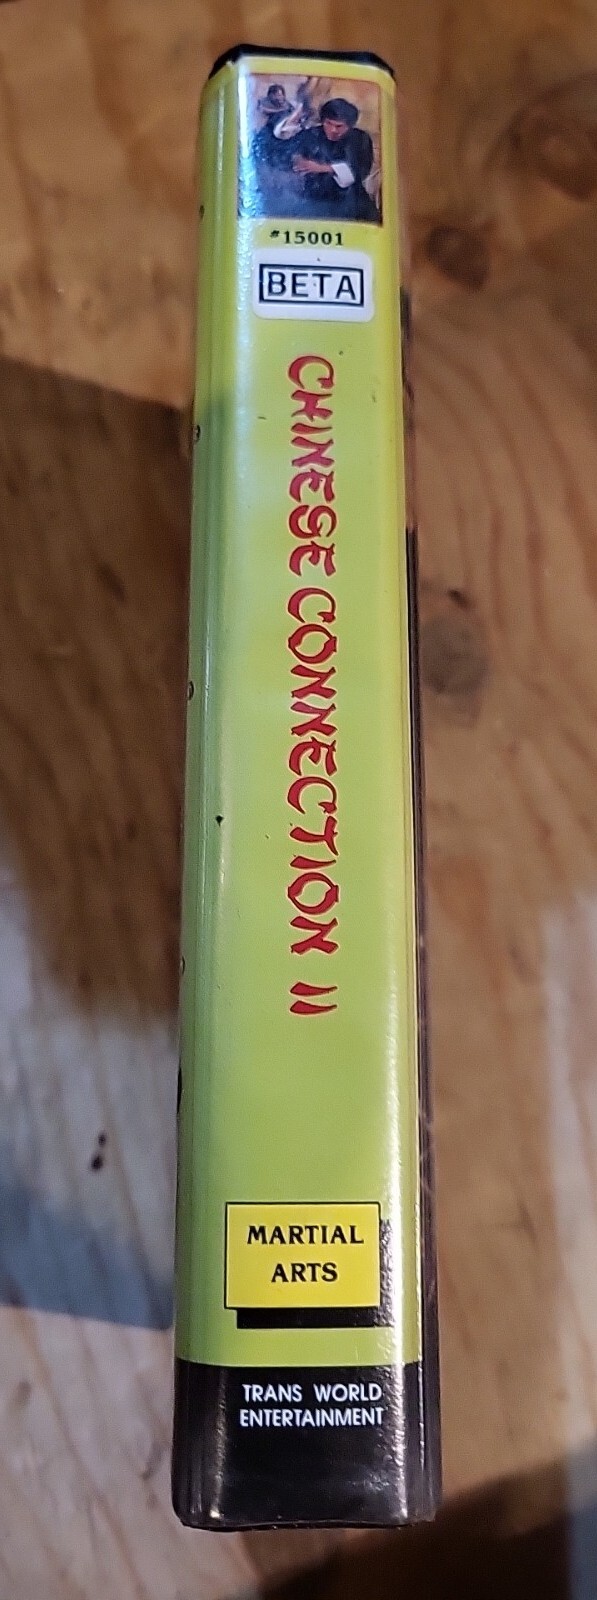 #15001
BETA
CHINESE CONNECTION II
MARTIAL
ARTS
TRANS WORLD
ENTERTAINMENT